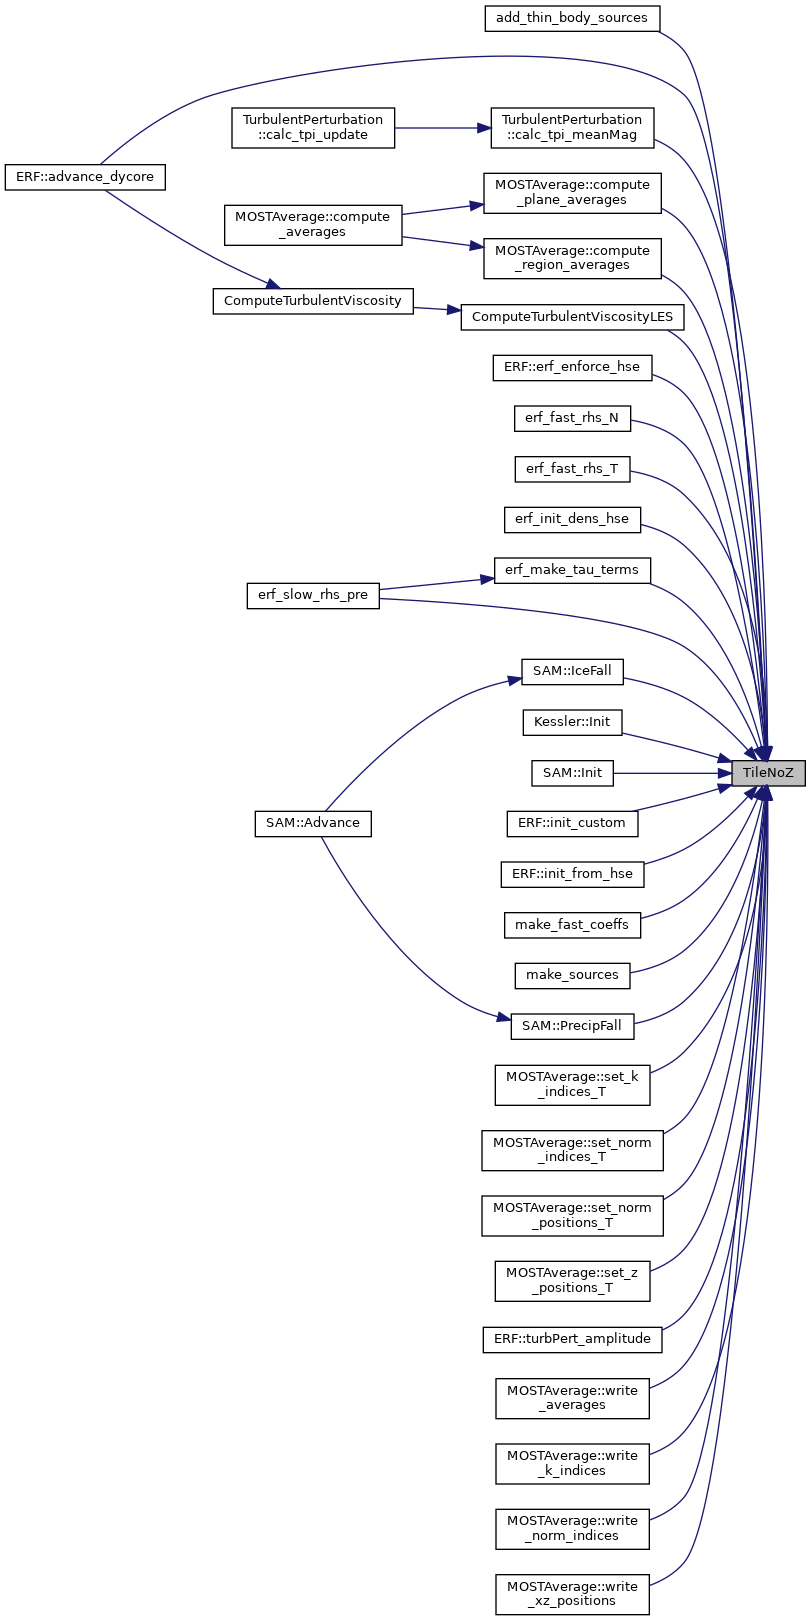 add_thin_body_sources
TurbulentPerturbation
::calc_tpi_update
TurbulentPerturbation
::calc_tpi_meanMag
ERF::advance_dycore
MOSTAverage::compute
_plane_averages
MOSTAverage::compute
_averages
MOSTAverage::compute
_region_averages
ComputeTurbulentViscosity
ComputeTurbulentViscosityLES
ERF::erf_enforce_hse
erf_fast_rhs_N
erf_fast_rhs_T
erf_init_dens_hse
erf_make_tau_terms
erf_slow_rhs_pre
SAM::IceFall
Kessler::Init
SAM::Init
TileNoZ
SAM::Advance
ERF::init_custom
ERF::init_from_hse
make_fast_coeffs
make_sources
SAM::PrecipFall
MOSTAverage::set_k
_indices_T
MOSTAverage::set_norm
_indices_T
MOSTAverage::set_norm
_positions_T
MOSTAverage::set_z
_positions_T
ERF::turbPert_amplitude
MOSTAverage::write
_averages
MOSTAverage::write
_k_indices
MOSTAverage::write
_norm_indices
MOSTAverage::write
_xz_positions